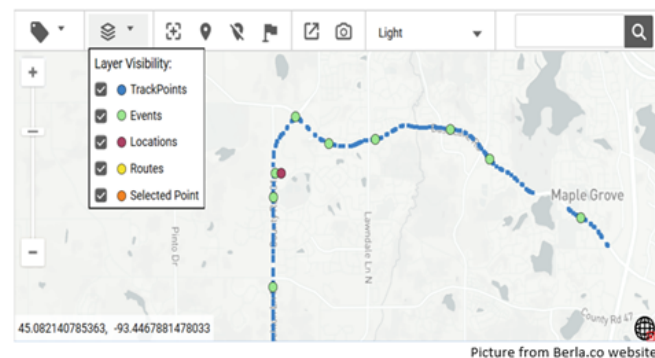 Light
Layer Visibility:
TrackPoints
Events
Locations
Routes
Selected Point
Maple Grove
Pinto Dr
Lawndale Ln N
County Rd 47
45.082140785363, -93.4467881478033
Picture from Berla.co website